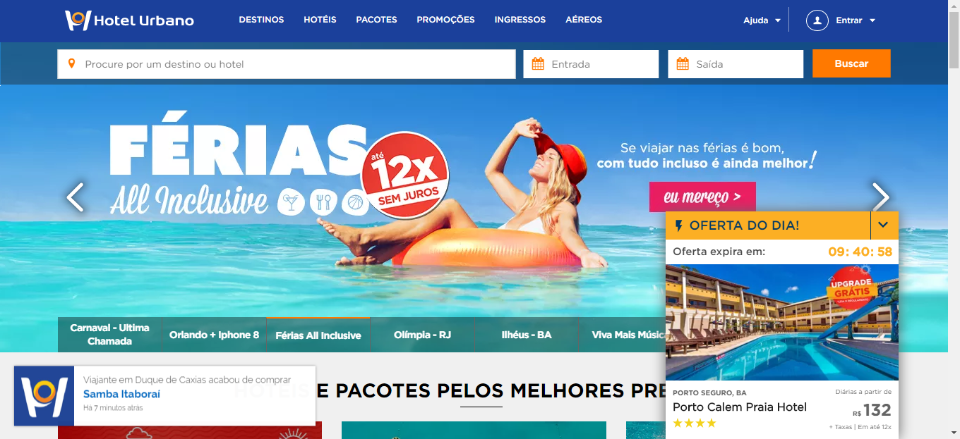 Hotel Urbano
DESTINOS HOTÉIS PACOTES PROMOÇÕES INGRESSOS AÉREOS
Ajuda
Entrar
Procure por um destino ou hotel
Entrada
Saída
Buscar
FÉRIAS
All Inclusive
até
12X
SEM JUROS
Se viajar nas férias é bom,
com tudo incluso é ainda melhor!
eu mereço >
OFERTA DO DIA!
Oferta expira em: 09: 40: 58
UPGRADE
GRÁTIS
PORTO SEGURO, BA
Porto Calem Praia Hotel
Diárias a partir de
R$ 132
+ Taxas | Em até 12x
Carnaval - Ultima
Chamada
Orlando + Iphone 8
Férias All Inclusive
Olímpia - RJ
Ilhéus - BA
Viva Mais Músic
E PACOTES PELOS MELHORES PRE
Viajante em Duque de Caxias acabou de comprar
Samba Itaboraí
Há 7 minutos atras